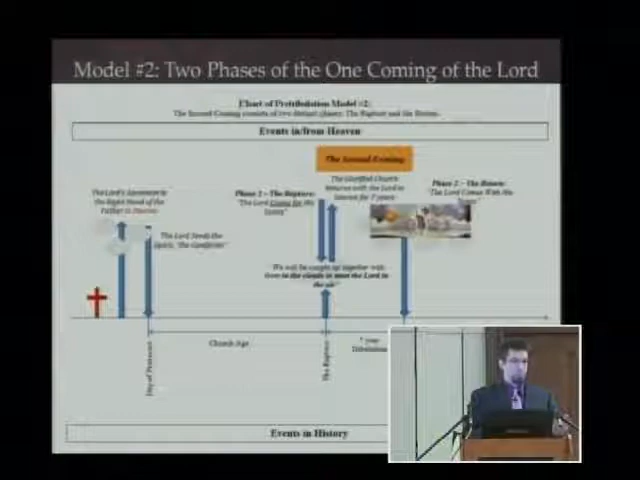 Model #2: Two Phases of the One Coming of the Lord
Chart of Pretribulation Model #2:
The Second Coming consists of two distinct phases: The Rapture and the Return.
Events in/from Heaven
The Second Coming
The Lord's Ascension to
the Right Hand of the
Father in Heaven
The Lord Sends the
Spirit, "the Comforter"
Phase 1 – The Rapture:
"The Lord Comes for the
Saints"
The Glorified Church
Returns with the Lord to
Heaven for 7 years
Phase 2 – The Return:
"The Lord Comes With the
"We will be caught up together with
them in the clouds to meet the Lord in
the air"
Day of Pentecost
Church Age
The Rapture
7 year
Tribulation
Events in History